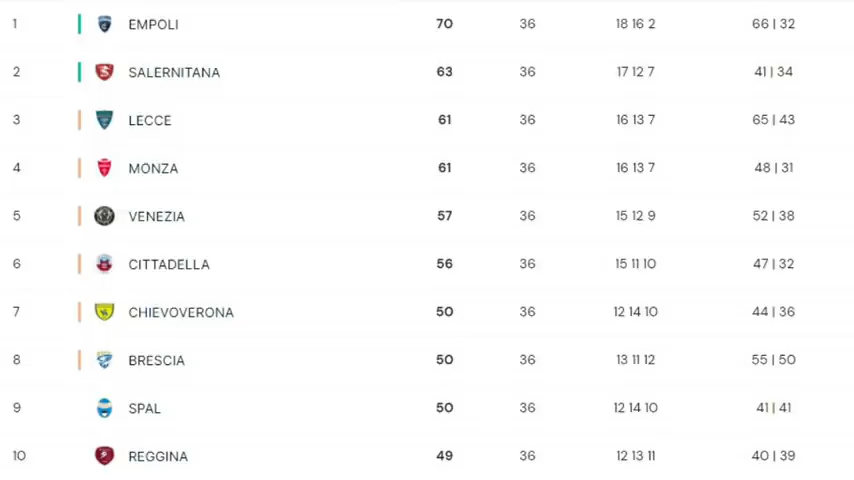 1 EMPOLI 70 36 18 16 2 66 | 32
2 SALERNITANA 63 36 17 12 7 41 | 34
3 LECCE 61 36 16 13 7 65 | 43
4 MONZA 61 36 16 13 7 48 | 31
5 VENEZIA 57 36 15 12 9 52 | 38
6 CITTADELLA 56 36 15 11 10 47 | 32
7 CHIEVOVERONA 50 36 12 14 10 44 | 36
8 BRESCIA 50 36 13 11 12 55 | 50
9 SPAL 50 36 12 14 10 41 | 41
10 REGGINA 49 36 12 13 11 40 | 39